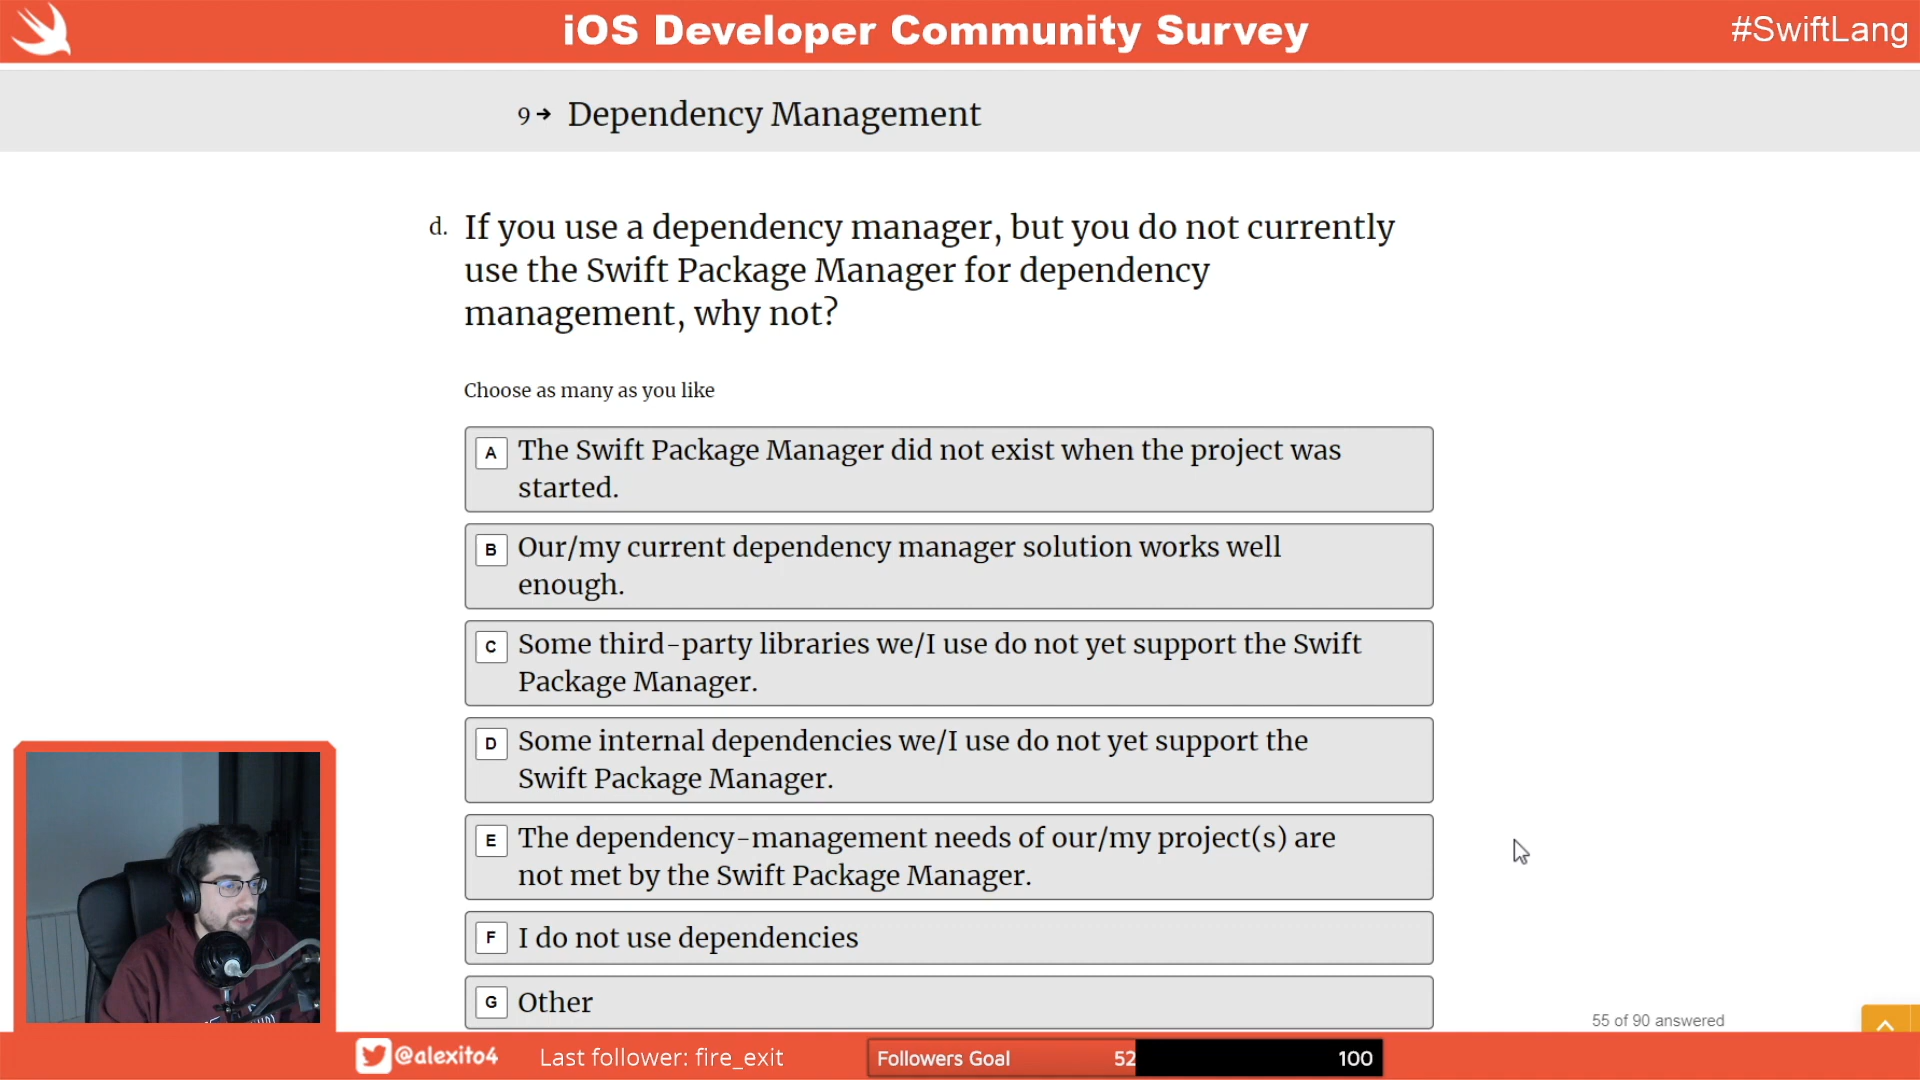 iOS Developer Community Survey
#SwiftLang
9→ Dependency Management
d. If you use a dependency manager, but you do not currently
use the Swift Package Manager for dependency
management, why not?
Choose as many as you like
A The Swift Package Manager did not exist when the project was
started.
B Our/my current dependency manager solution works well
enough.
C Some third-party libraries we/I use do not yet support the Swift
Package Manager.
D Some internal dependencies we/I use do not yet support the
Swift Package Manager.
E The dependency-management needs of our/my project(s) are
not met by the Swift Package Manager.
F I do not use dependencies
G Other
55 of 90 answered
@alexito4
Last follower: fire_exit
Followers Goal 52 100